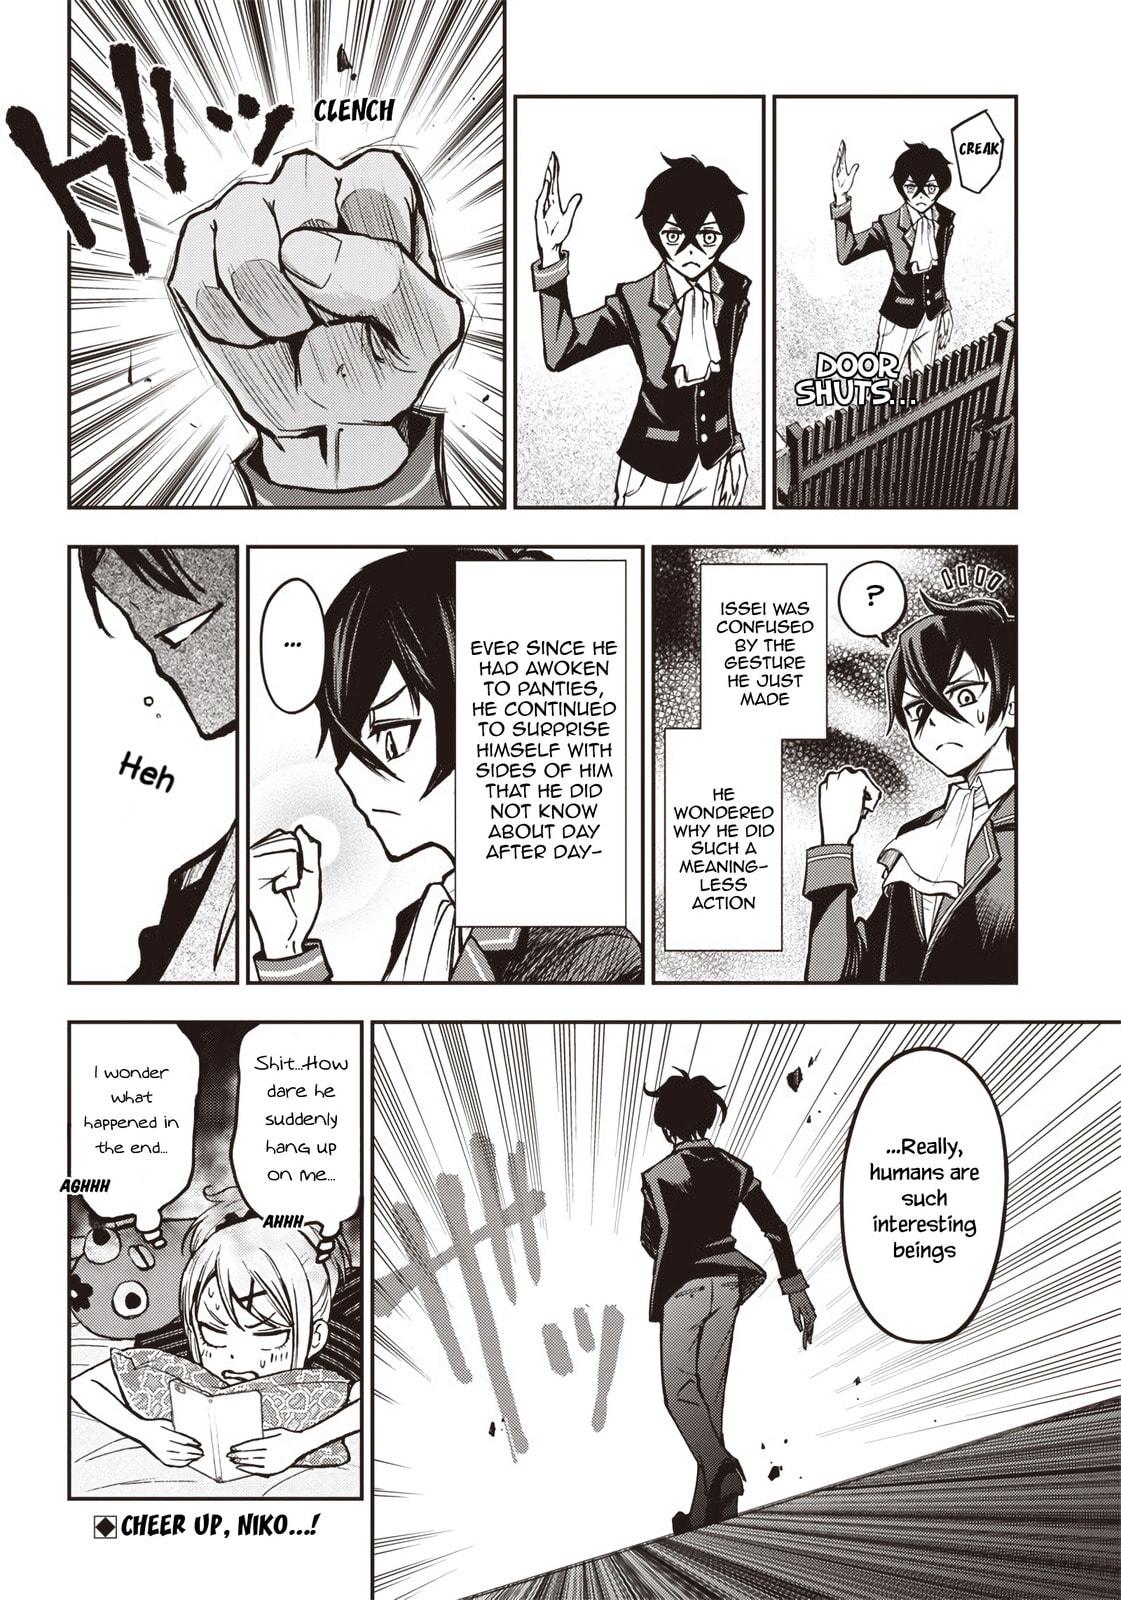 CREAK
DOOR
SHUTS...
CLENCH
ドドッ
?
ISSEI WAS
CONFUSED
BY THE
GESTURE
HE JUST
MADE
HE
WONDERED
WHY HE DID
SUCH A
MEANING-
LESS
ACTION
EVER SINCE HE
HAD AWOKEN
TO PANTIES,
HE CONTINUED
TO SURPRISE
HIMSELF WITH
SIDES OF HIM
THAT HE DID
NOT KNOW
ABOUT DAY
AFTER DAY-
...
Heh
...Really,
humans are
such
interesting
beings
Shit...How
dare he
suddenly
hang up
on me...
AHHH
I wonder
what
happened in
the end...
AGHHH
CHEER UP, NIKO...!